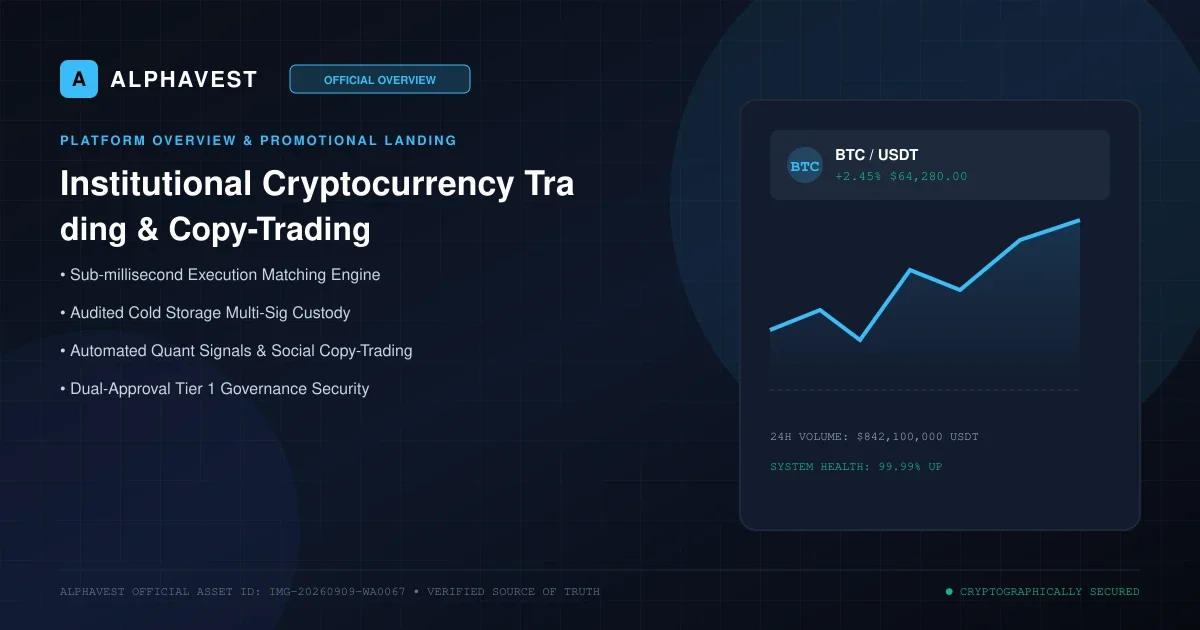 A ALPHAVEST OFFICIAL OVERVIEW
PLATFORM OVERVIEW & PROMOTIONAL LANDING
Institutional Cryptocurrency Tra
ding & Copy-Trading
• Sub-millisecond Execution Matching Engine
• Audited Cold Storage Multi-Sig Custody
• Automated Quant Signals & Social Copy-Trading
• Dual-Approval Tier 1 Governance Security
BTC
BTC / USDT
+2.45% $64,280.00
24H VOLUME: $842,100,000 USDT
SYSTEM HEALTH: 99.99% UP
ALPHAVEST OFFICIAL ASSET ID: IMG-20260909-WA0067 • VERIFIED SOURCE OF TRUTH
● CRYPTOGRAPHICALLY SECURED